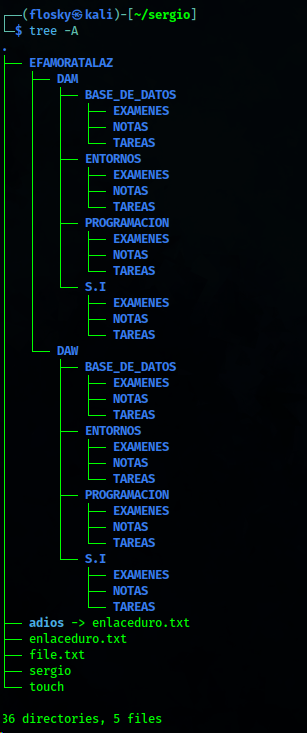 ┌──(flosky㉿kali)-[~/sergio]
└─$ tree -A
.
├── EFAMORATALAZ
│   ├── DAM
│   │   ├── BASE_DE_DATOS
│   │   │   ├── EXAMENES
│   │   │   ├── NOTAS
│   │   │   └── TAREAS
│   │   ├── ENTORNOS
│   │   │   ├── EXAMENES
│   │   │   ├── NOTAS
│   │   │   └── TAREAS
│   │   ├── PROGRAMACION
│   │   │   ├── EXAMENES
│   │   │   ├── NOTAS
│   │   │   └── TAREAS
│   │   └── S.I
│   │       ├── EXAMENES
│   │       ├── NOTAS
│   │       └── TAREAS
│   └── DAW
│       ├── BASE_DE_DATOS
│       │   ├── EXAMENES
│       │   ├── NOTAS
│       │   └── TAREAS
│       ├── ENTORNOS
│       │   ├── EXAMENES
│       │   ├── NOTAS
│       │   └── TAREAS
│       ├── PROGRAMACION
│       │   ├── EXAMENES
│       │   ├── NOTAS
│       │   └── TAREAS
│       └── S.I
│           ├── EXAMENES
│           ├── NOTAS
│           └── TAREAS
├── adios -> enlaceduro.txt
├── enlaceduro.txt
├── file.txt
├── sergio
└── touch

36 directories, 5 files